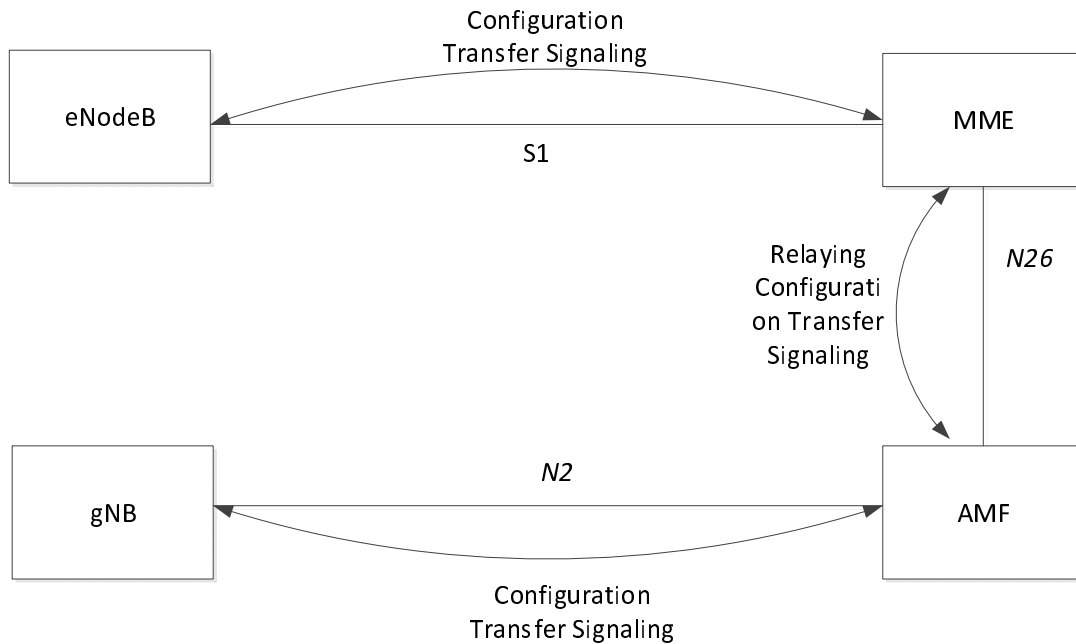 Configuration
Transfer Signaling
eNodeB
MME
S1
Relaying
Configurati
on Transfer
Signaling
N26
N2
gNB
AMF
Configuration
Transfer Signaling